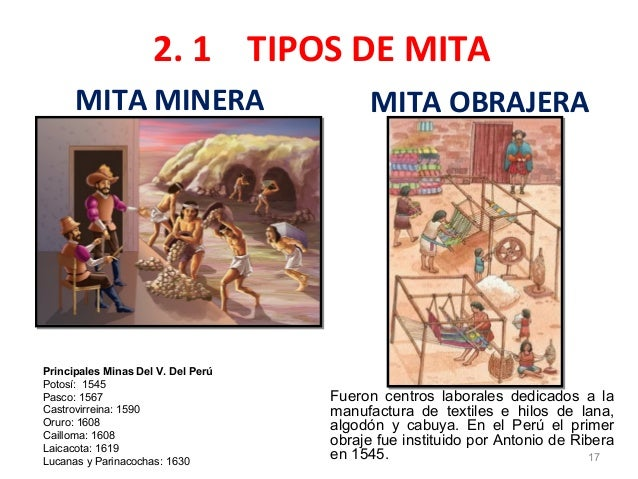 2. 1 TIPOS DE MITA
MITA MINERA
MITA OBRAJERA
Principales Minas Del V. Del Perú
Potosí: 1545
Pasco: 1567
Castrovirreina: 1590
Oruro: 1608
Cailloma: 1608
Laicacota: 1619
Lucanas y Parinacochas: 1630
Fueron centros laborales dedicados a la
manufactura de textiles e hilos de lana,
algodón y cabuya. En el Perú el primer
obraje fue instituido por Antonio de Ribera
en 1545.
17